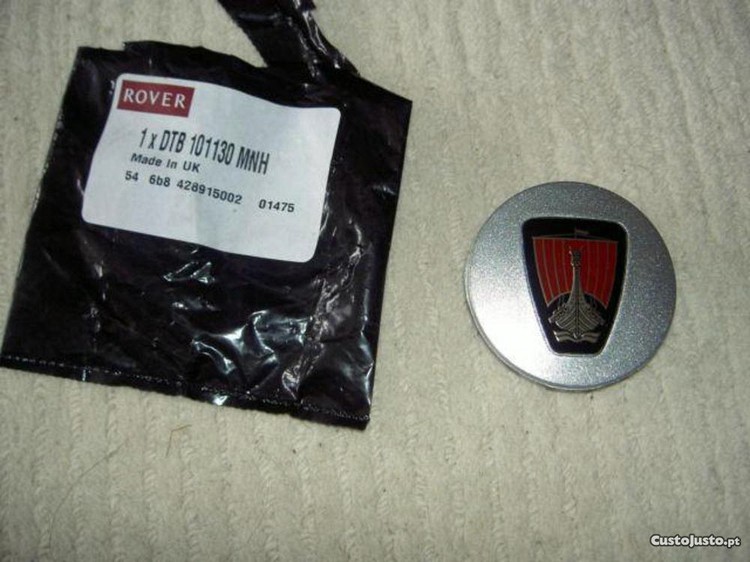 ROVER
1 x DTB 101130 MNH
Made In UK
54 6b8 428915002 01475
CustoJusto.pt